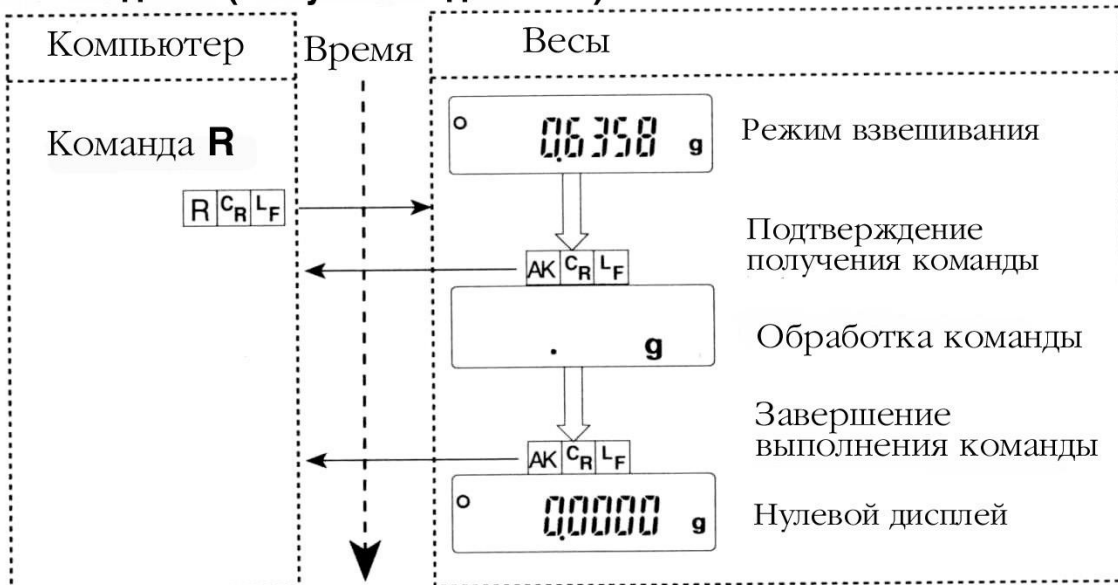 Компьютер
Время
Весы
Команда R
R CR LF
0.6358 g
Режим взвешивания
AK CR LF
Подтверждение
получения команды
. g
Обработка команды
AK CR LF
Завершение
выполнения команды
0.0000 g
Нулевой дисплей